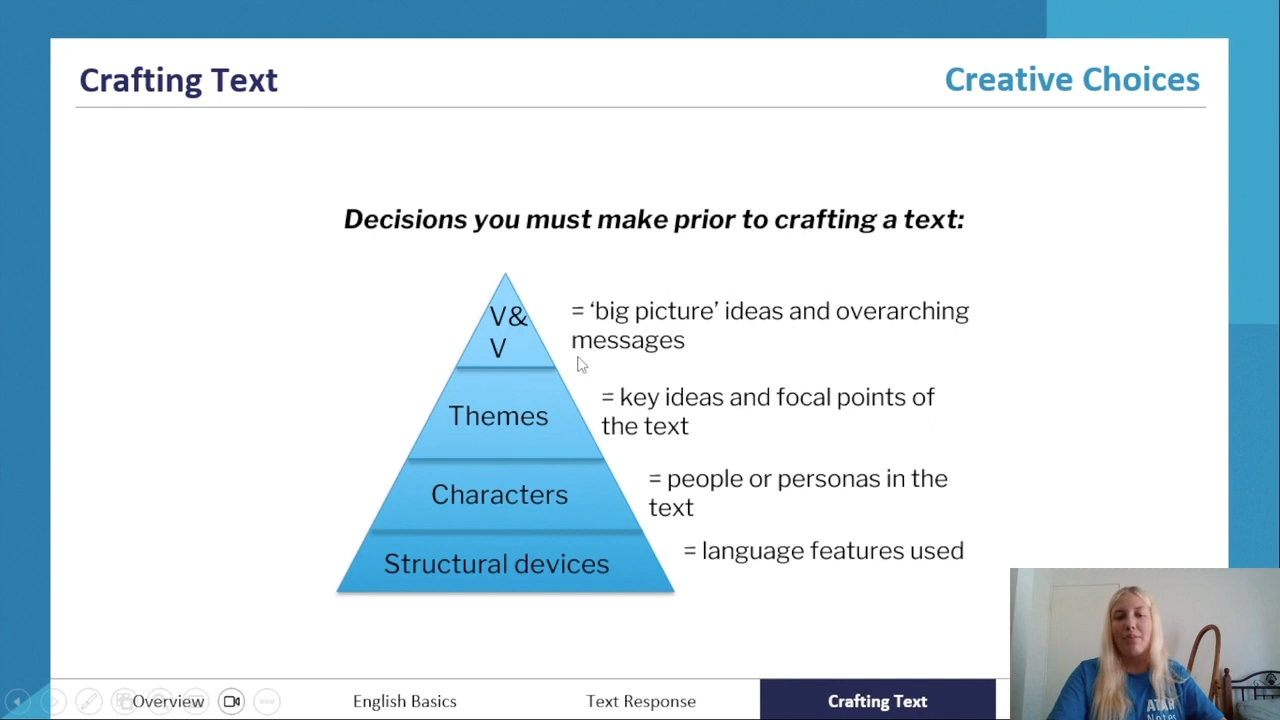 Crafting Text
Creative Choices
Decisions you must make prior to crafting a text:
V&
V
= ‘big picture’ ideas and overarching
messages
Themes
= key ideas and focal points of
the text
Characters
= people or personas in the
text
Structural devices
= language features used
Overview
English Basics
Text Response
Crafting Text
ATAR
Notes